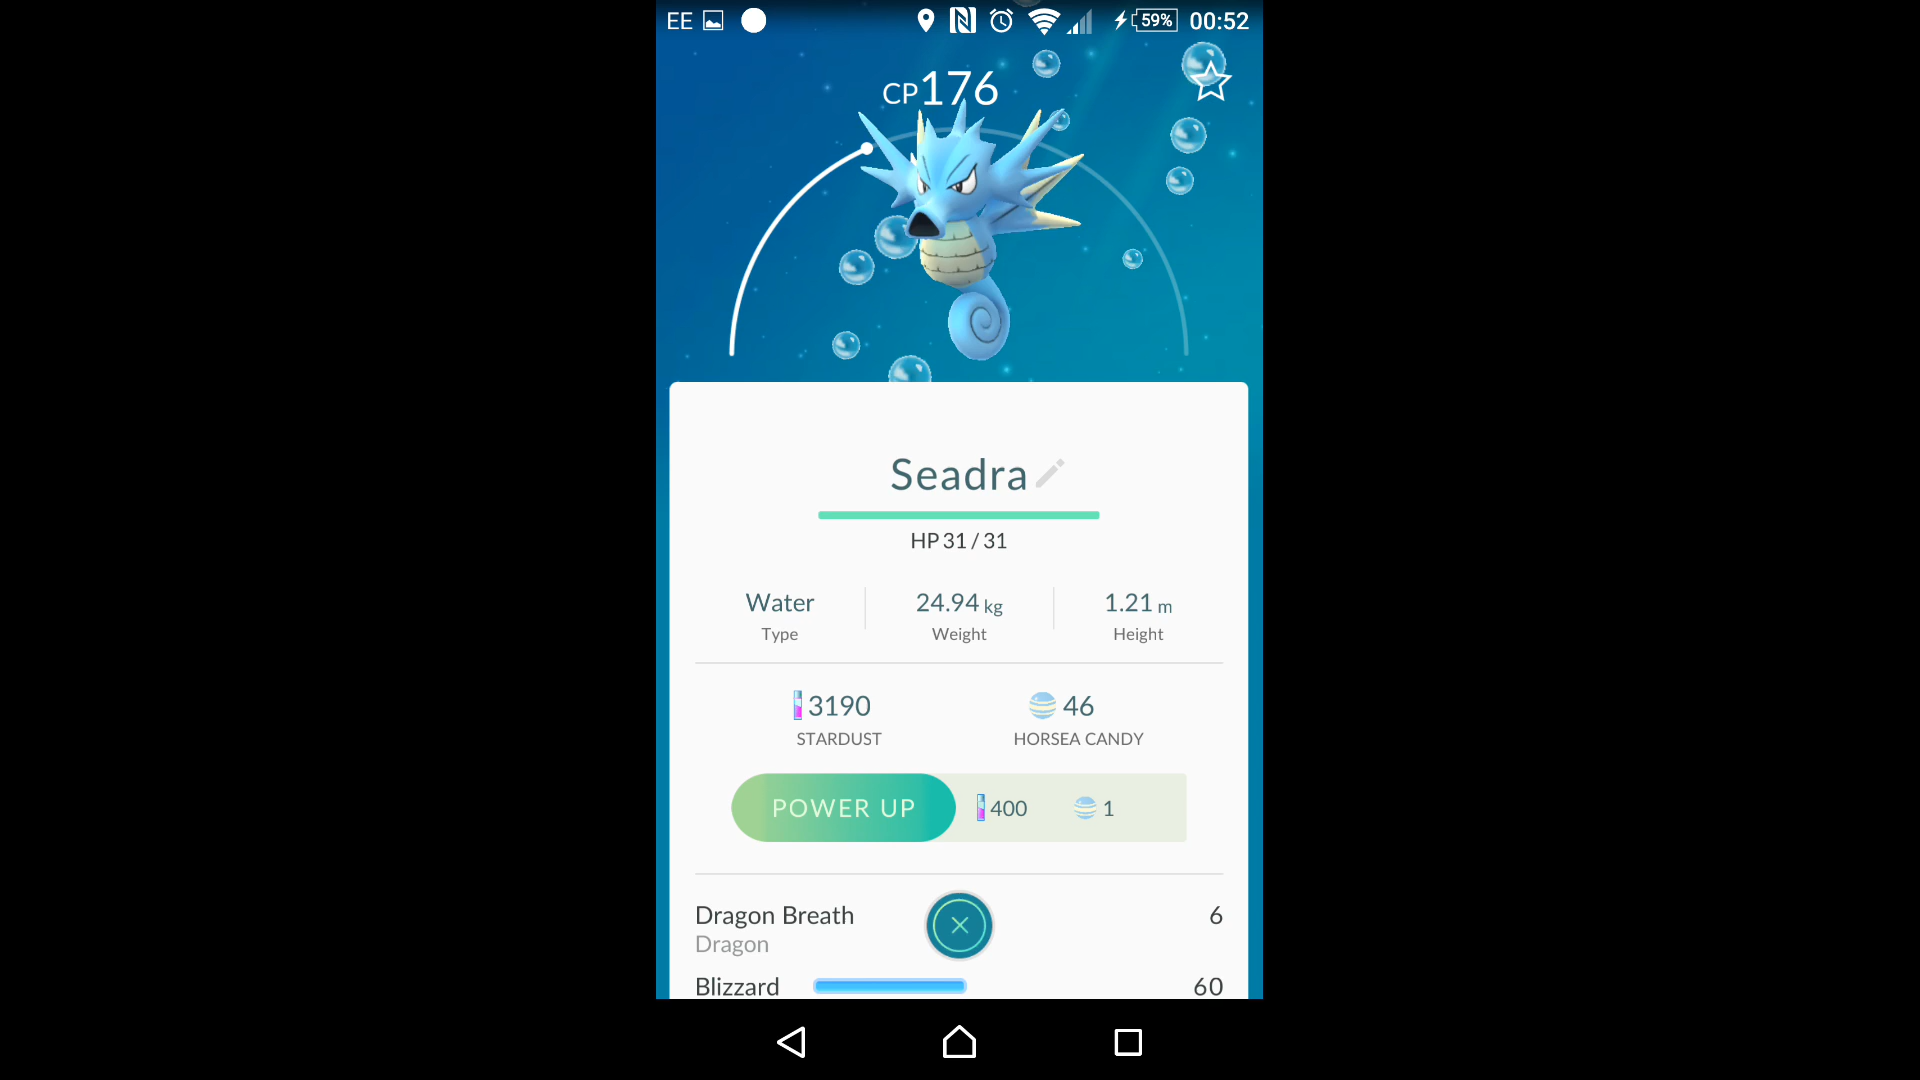 EE 59% 00:52
CP176
Seadra
HP 31 / 31
Water 24.94 kg 1.21 m
Type Weight Height
3190 46
STARDUST HORSEA CANDY
POWER UP 400 1
Dragon Breath 6
Dragon
Blizzard 60